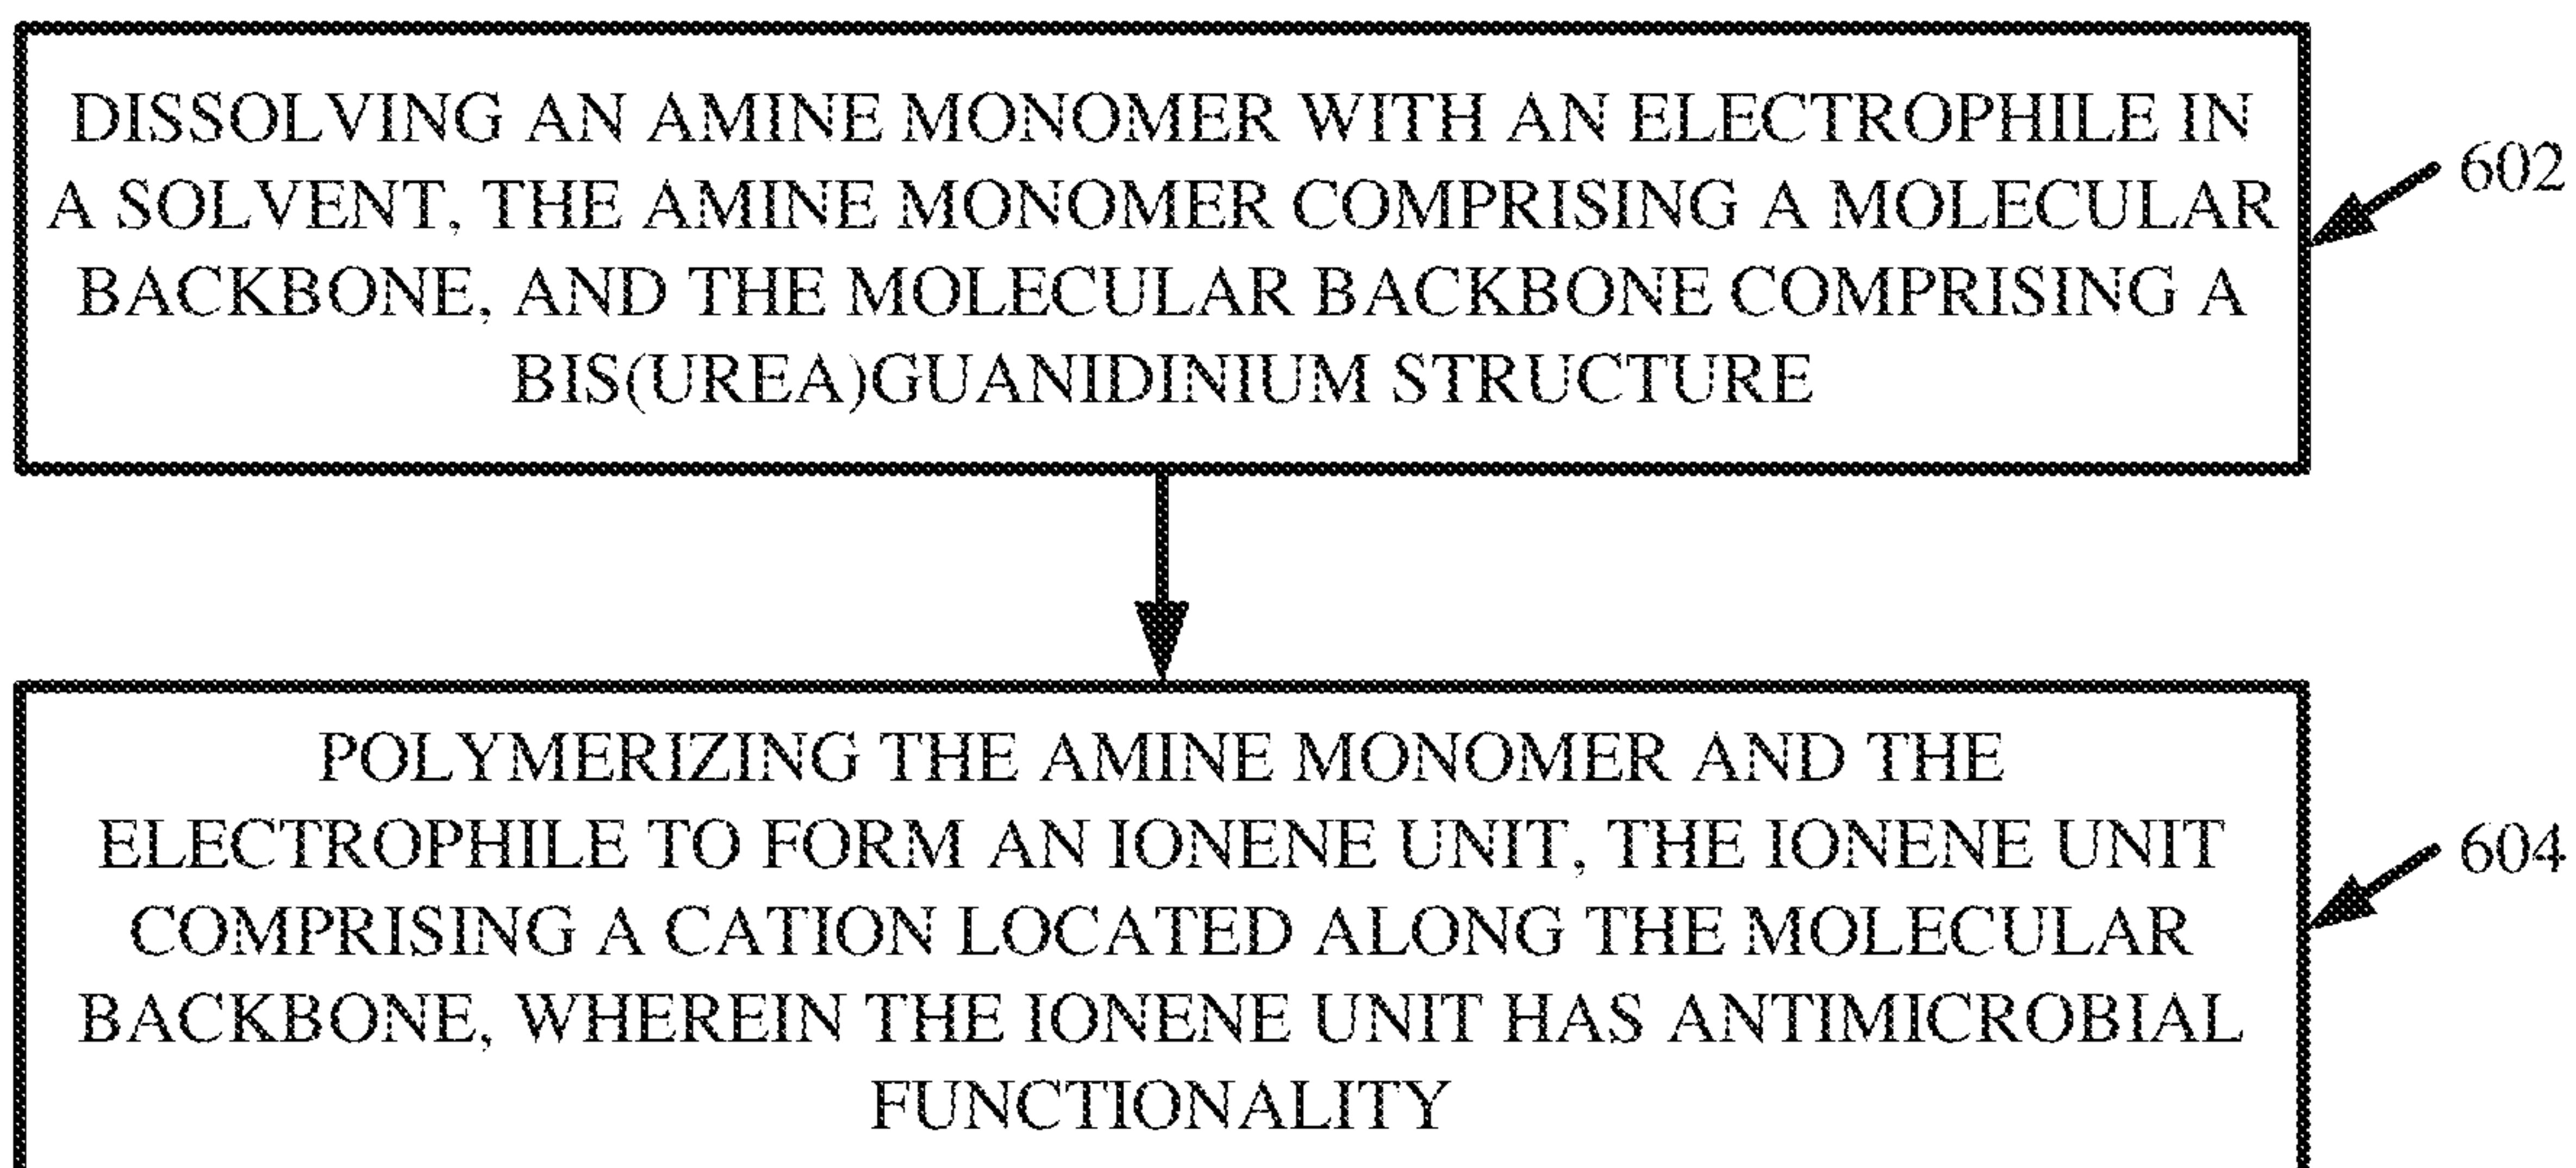 DISSOLVING AN AMINE MONOMER WITH AN ELECTROPHILE IN
A SOLVENT, THE AMINE MONOMER COMPRISING A MOLECULAR
BACKBONE, AND THE MOLECULAR BACKBONE COMPRISING A
BIS(UREA)GUANIDINIUM STRUCTURE
602
POLYMERIZING THE AMINE MONOMER AND THE
ELECTROPHILE TO FORM AN IONENE UNIT, THE IONENE UNIT
COMPRISING A CATION LOCATED ALONG THE MOLECULAR
BACKBONE, WHEREIN THE IONENE UNIT HAS ANTIMICROBIAL
FUNCTIONALITY
604